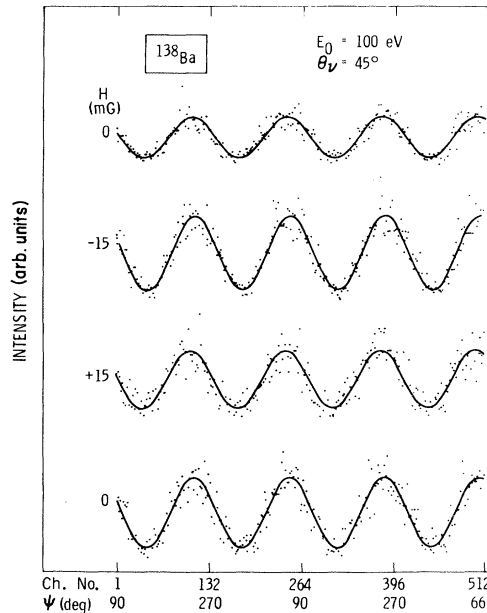 138Ba
E0 = 100 eV
θν = 45°
H
(mG)
0
-15
+15
0
INTENSITY (arb. units)
Ch. No. 1 132 264 396 512
Ψ (deg) 90 270 90 270 66